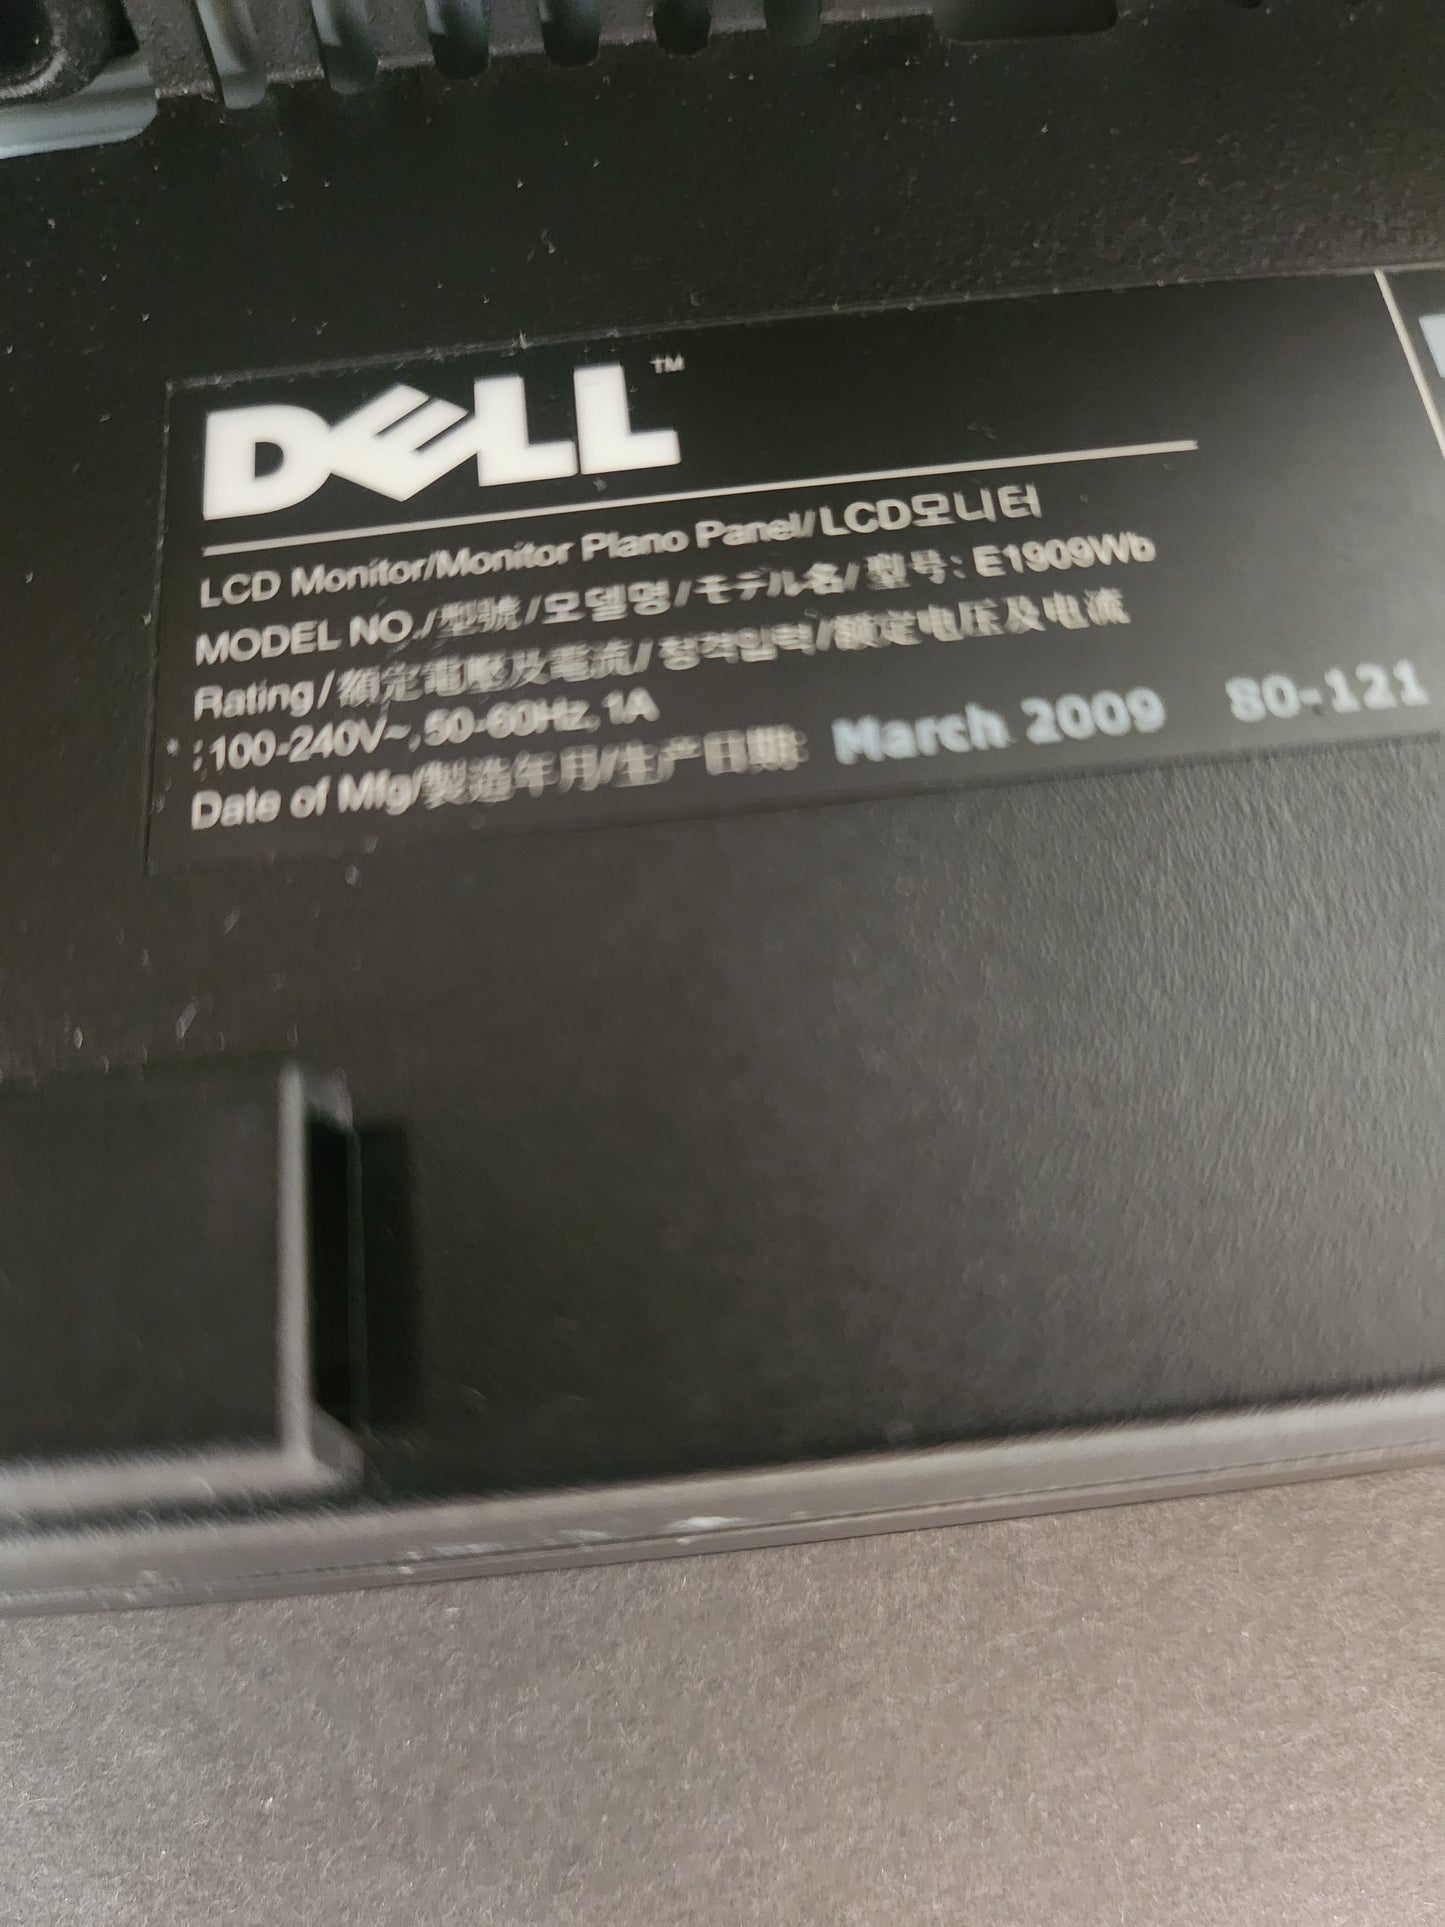 DELL™
LCD Monitor/Monitor Plano Panel/LCD모니터
MODEL NO./型號/모델명/モデル名/型号: E1909Wb
Rating/額定電壓及電流/정격입력/额定电压及电流
:100-240V~,50-60Hz,1A
Date of Mfg/製造年月/生产日期: March 2009 80-121